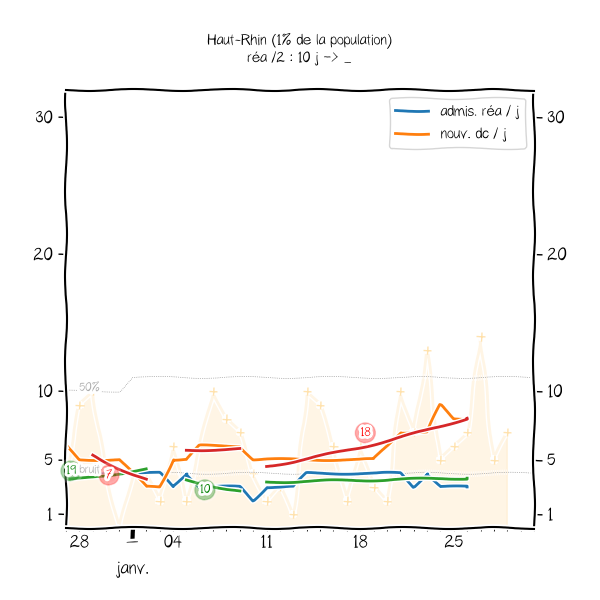 Haut-Rhin (1% de la population)
réa /2 : 10 j -> _
admis. réa / j
nouv. dc / j
30 30
20 20
10 10
50%
18
5 5
19 bruit 7
10
1 1
28 04 11 18 25
janv.